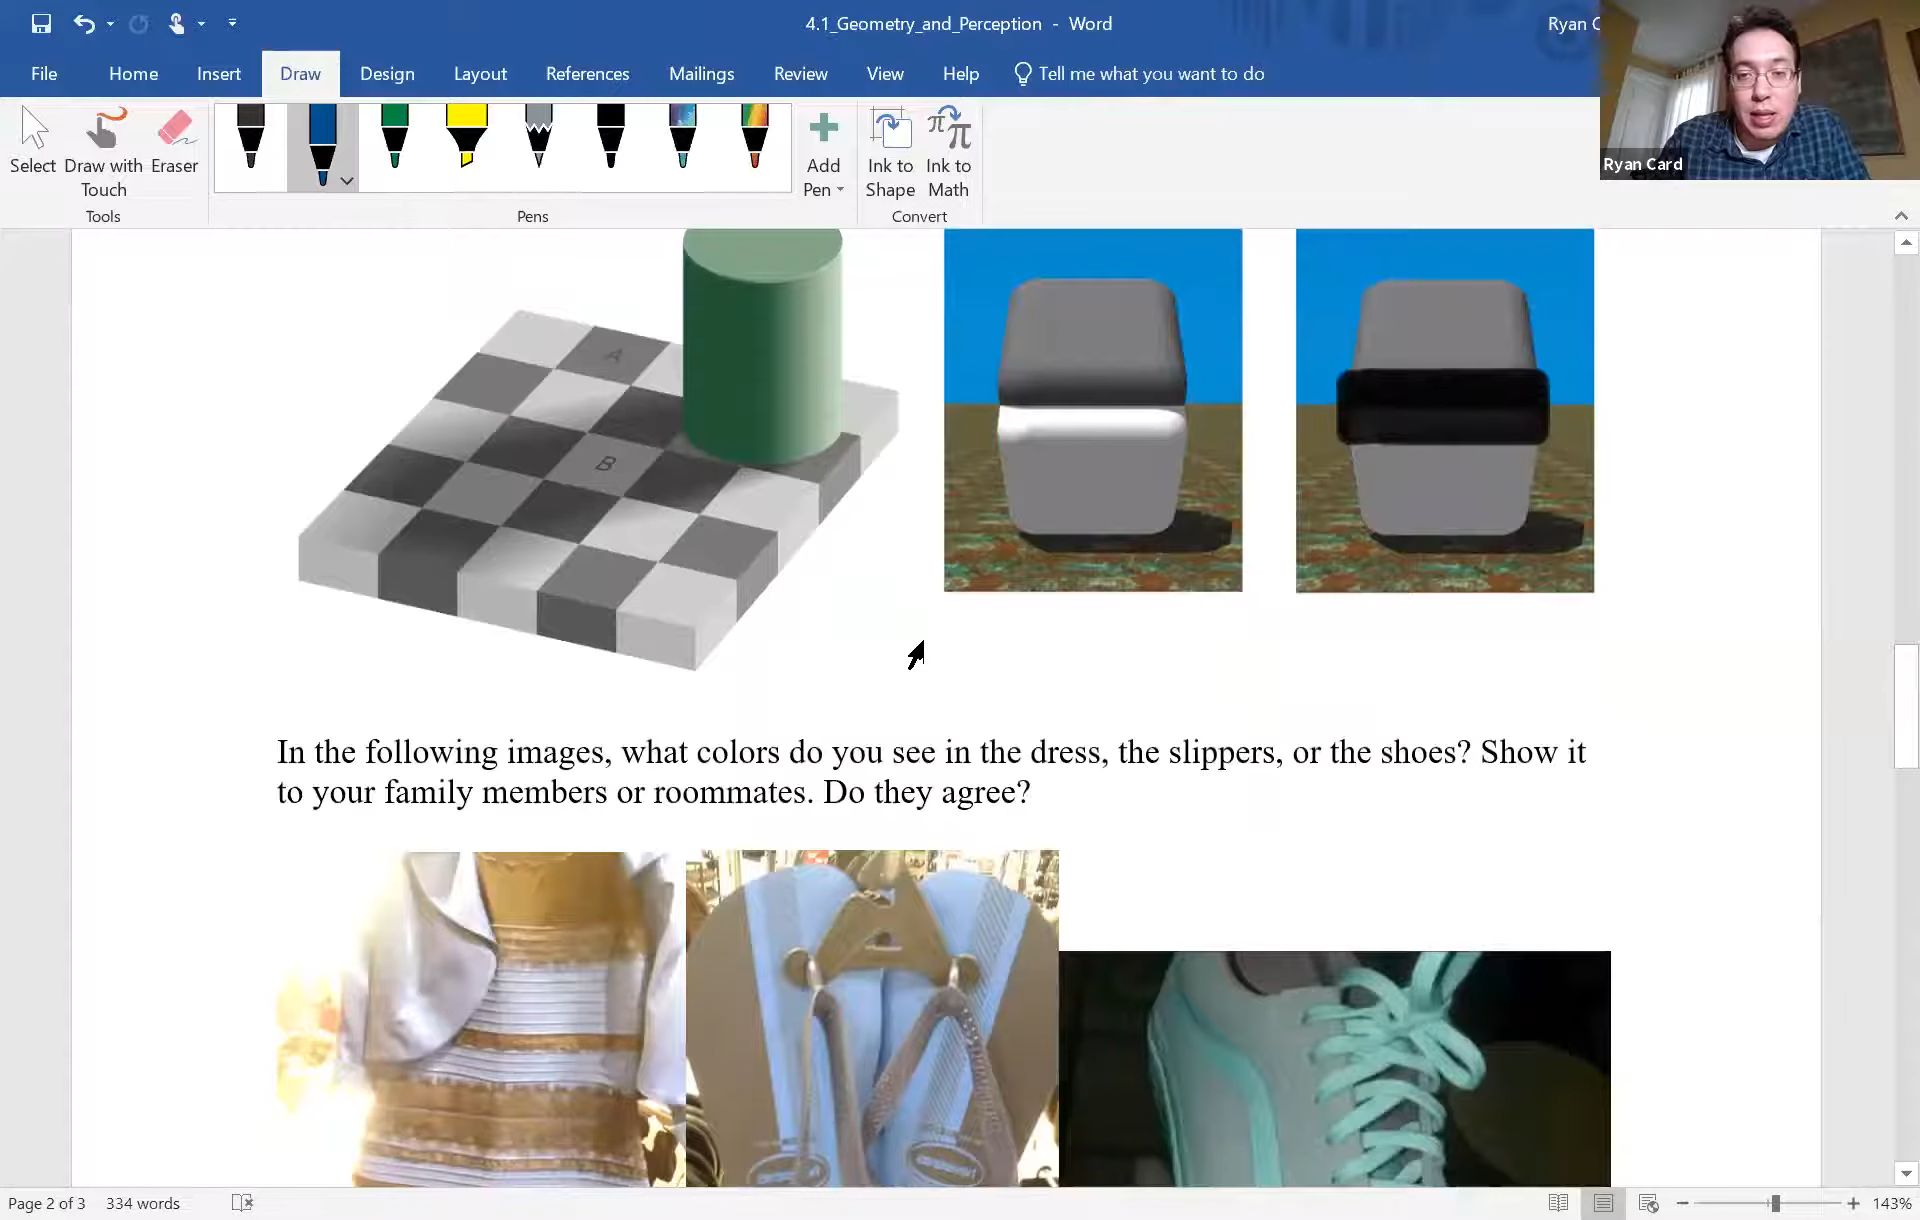 4.1_Geometry_and_Perception - Word
Ryan C
File Home Insert Draw Design Layout References Mailings Review View Help Tell me what you want to do
Select Draw with Touch Eraser
Add Pen
Ink to Shape
Ink to Math
Tools Pens Convert
Ryan Card
A
B
In the following images, what colors do you see in the dress, the slippers, or the shoes? Show it
to your family members or roommates. Do they agree?
Page 2 of 3 334 words 143%